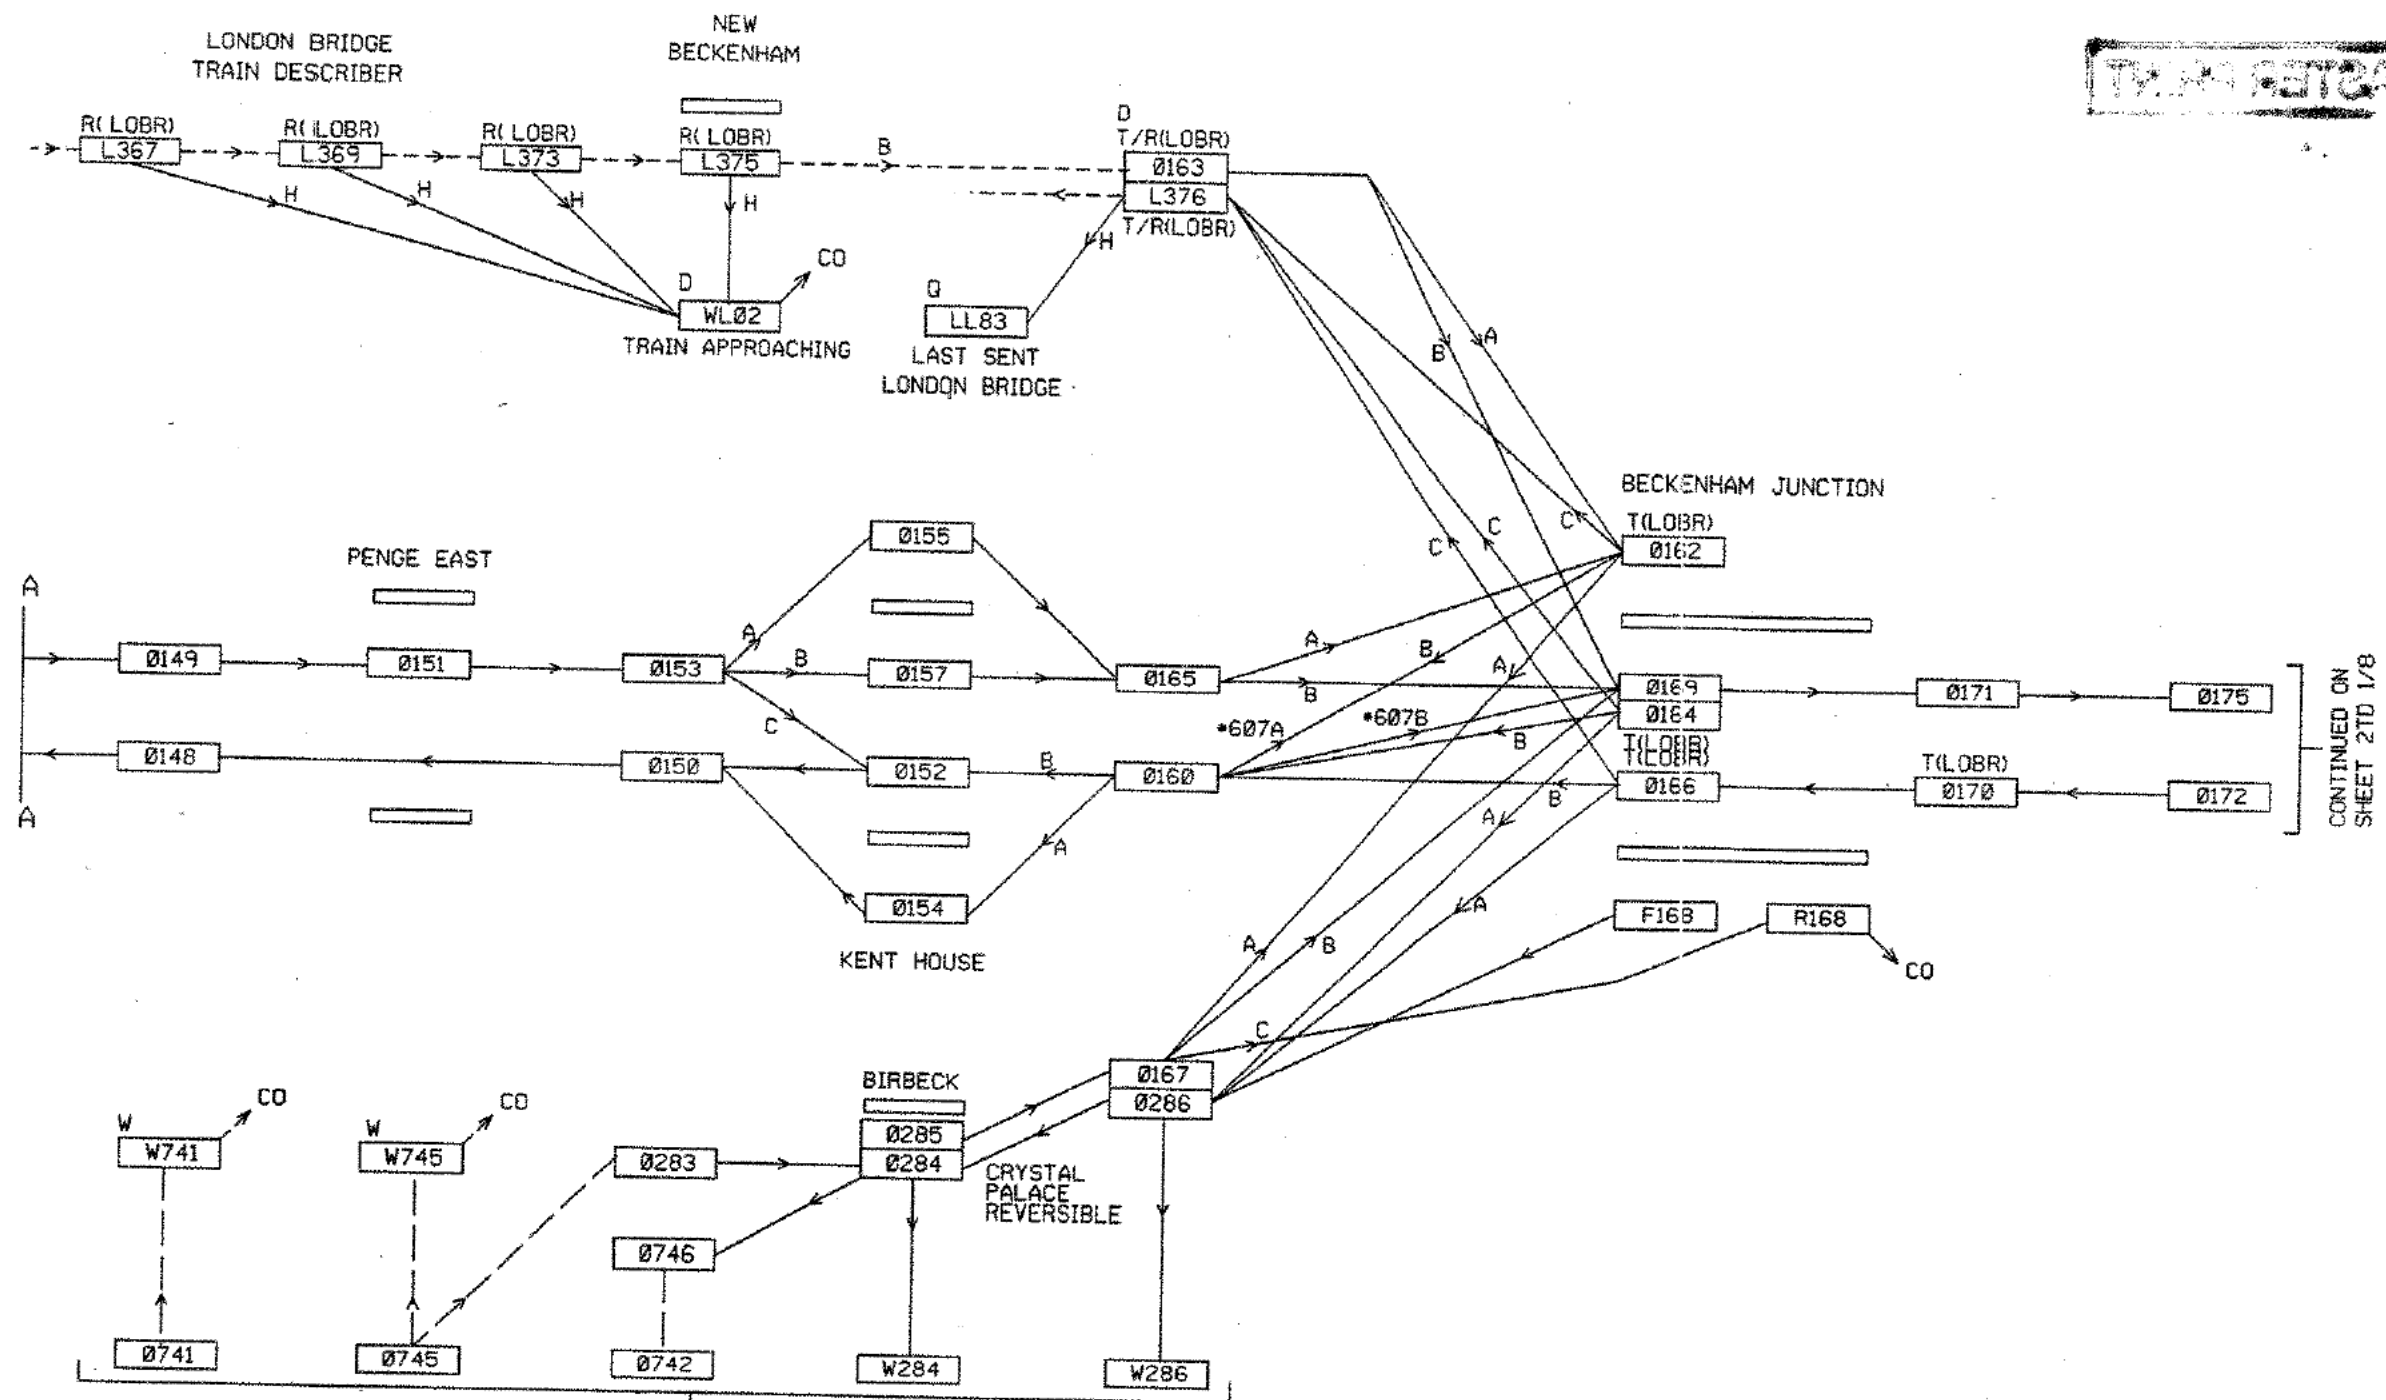 LONDON BRIDGE
TRAIN DESCRIBER
NEW
BECKENHAM
R(LOBR)
L367
R(LOBR)
L369
R(LOBR)
L373
R(LOBR)
L375
B
D
T/R(LOBR)
Ø163
L376
T/R(LOBR)
H
H
H
H
H
D
WLØ2
CO
TRAIN APPROACHING
Q
LL83
LAST SENT
LONDON BRIDGE
B
A
BECKENHAM JUNCTION
T(LOBR)
Ø162
C
C
C
PENGE EAST
A
A
Ø149
Ø151
Ø153
A
B
C
Ø155
Ø157
Ø165
A
B
B
A
Ø169
Ø164
T(LOBR)
T(LOBR)
Ø166
Ø171
Ø175
*607A
*607B
B
Ø148
Ø150
Ø152
B
Ø160
B
A
T(LOBR)
Ø170
Ø172
CONTINUED ON
SHEET 2TD 1/8
Ø154
A
KENT HOUSE
A
F168
R168
CO
A
B
C
Ø167
Ø286
BIRBECK
Ø285
Ø284
CRYSTAL
PALACE
REVERSIBLE
W
W741
CO
W
W745
CO
Ø283
Ø746
Ø741
Ø745
Ø742
W284
W286